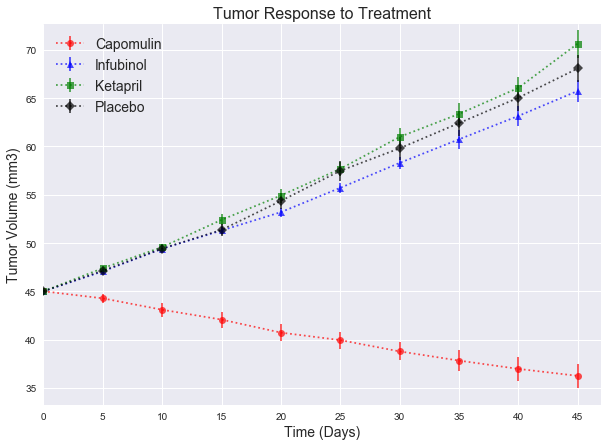 Tumor Response to Treatment
Capomulin
Infubinol
Ketapril
Placebo
Tumor Volume (mm3)
70
65
60
55
50
45
40
35
0 5 10 15 20 25 30 35 40 45
Time (Days)